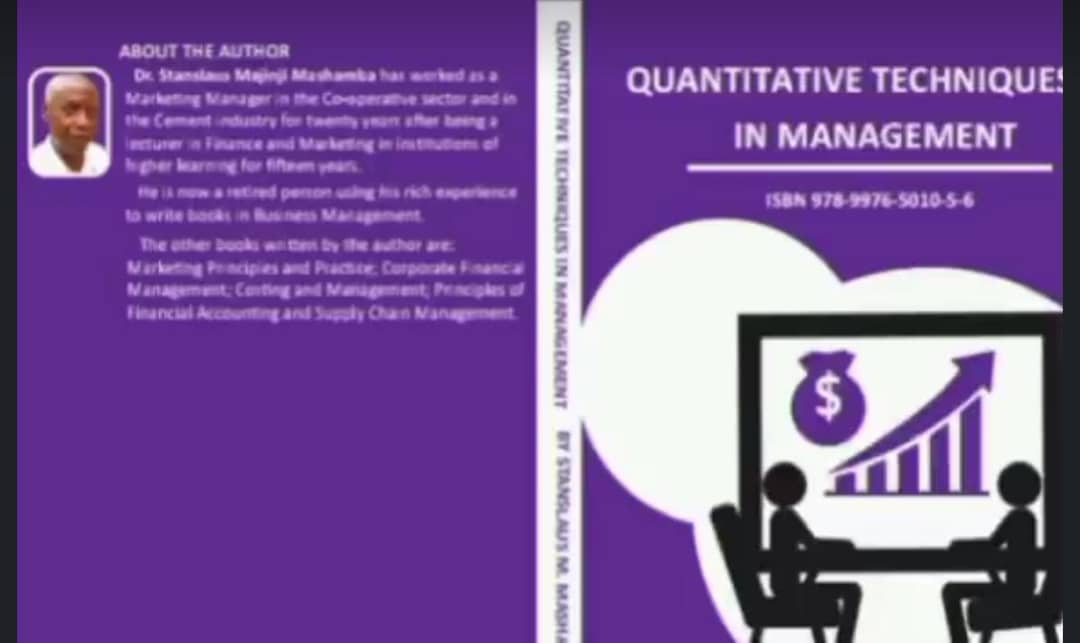 ABOUT THE AUTHOR
Dr. Stanslaus Majinji Mashamba has worked as a
Marketing Manager in the Co-operative sector and in
the Cement industry for twenty years after being a
lecturer in Finance and Marketing in institutions of
higher learning for fifteen years.
He is now a retired person using his rich experience
to write books in Business Management.
The other books written by the author are:
Marketing Principles and Practice; Corporate Financial
Management; Costing and Management; Principles of
Financial Accounting and Supply Chain Management.
QUANTITATIVE TECHNIQUES IN MANAGEMENT BY STANSLAUS M. MASHA
QUANTITATIVE TECHNIQUES
IN MANAGEMENT
ISBN 978-9976-5010-5-6
$